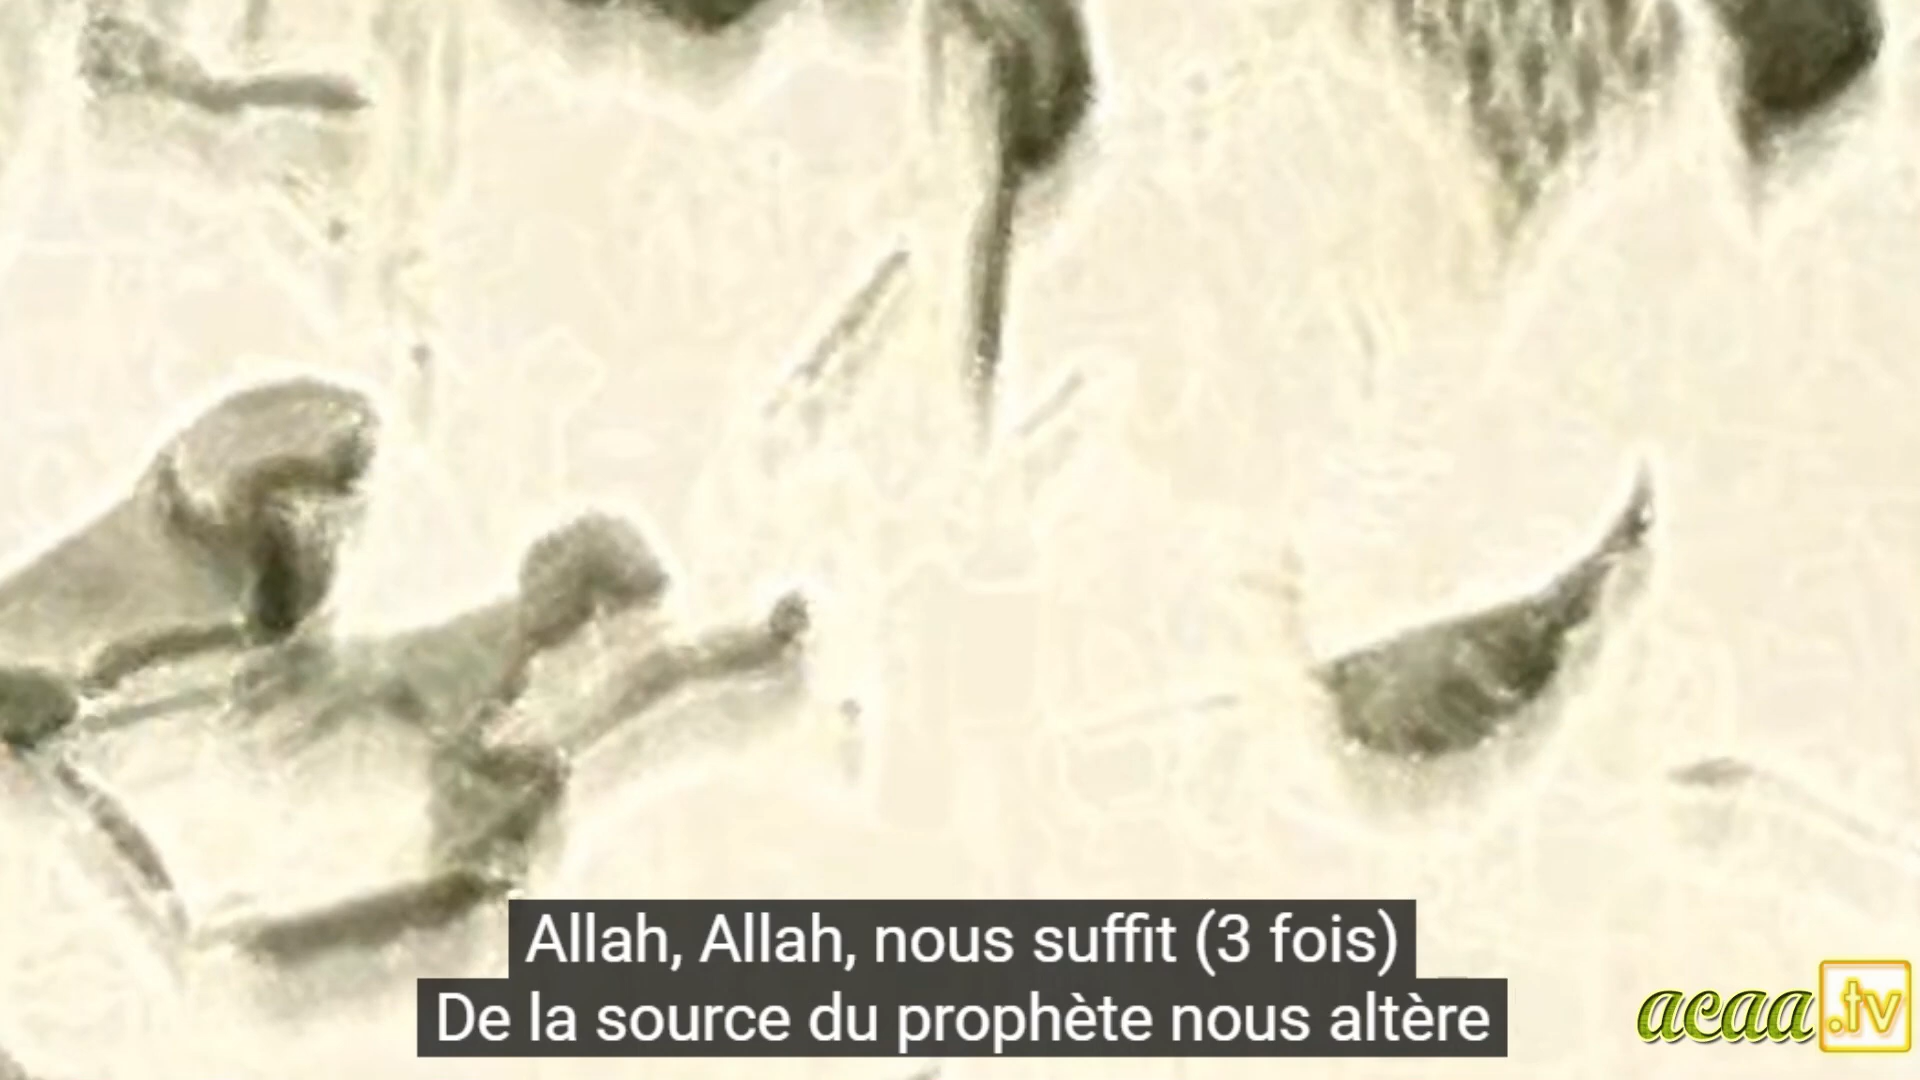 Allah, Allah, nous suffit (3 fois)
De la source du prophète nous altère
acaa.tv